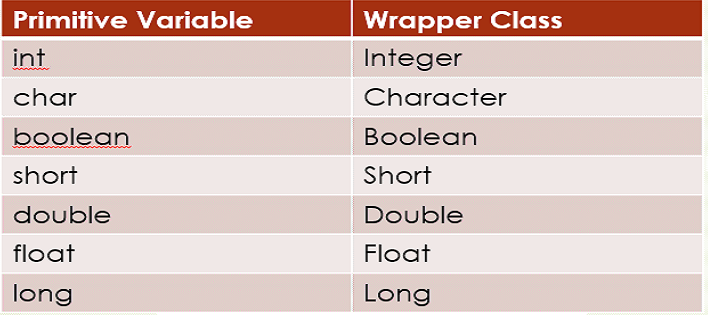 Primitive Variable Wrapper Class
int Integer
char Character
boolean Boolean
short Short
double Double
float Float
long Long